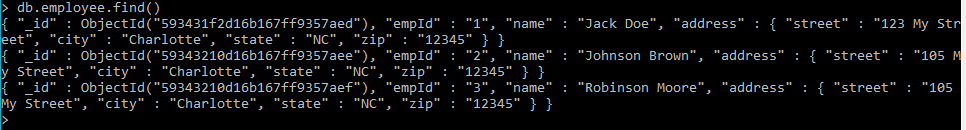 > db.employee.find()
{ "_id" : ObjectId("593431f2d16b167ff9357aed"), "empId" : "1", "name" : "Jack Doe", "address" : { "street" : "123 My Str
eet", "city" : "Charlotte", "state" : "NC", "zip" : "12345" } }
{ "_id" : ObjectId("59343210d16b167ff9357aee"), "empId" : "2", "name" : "Johnson Brown", "address" : { "street" : "105 M
y Street", "city" : "Charlotte", "state" : "NC", "zip" : "12345" } }
{ "_id" : ObjectId("59343210d16b167ff9357aef"), "empId" : "3", "name" : "Robinson Moore", "address" : { "street" : "105 
My Street", "city" : "Charlotte", "state" : "NC", "zip" : "12345" } }
>